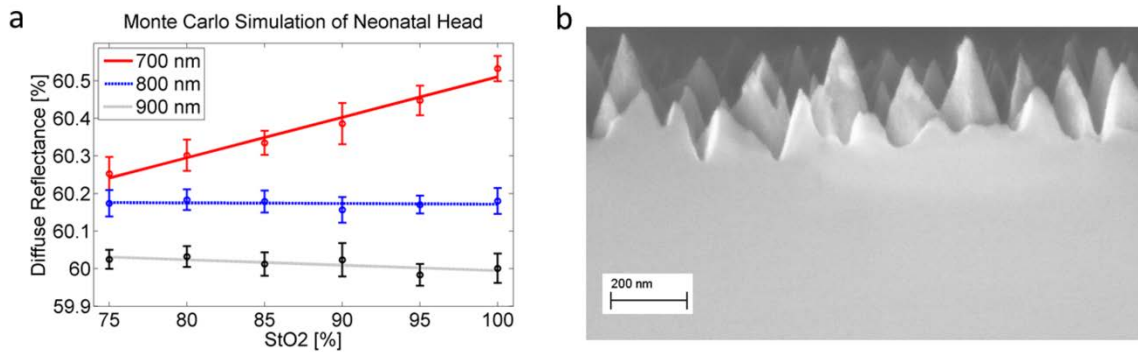 a
Monte Carlo Simulation of Neonatal Head
700 nm
800 nm
900 nm
Diffuse Reflectance [%]
60.5
60.4
60.3
60.2
60.1
60
59.9
75 80 85 90 95 100
StO2 [%]
b
200 nm